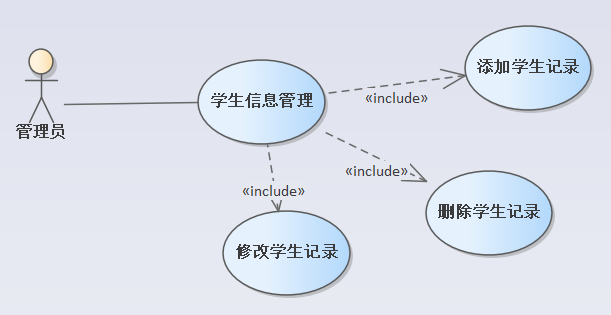 添加学生记录
学生信息管理
«include»
管理员
«include»
删除学生记录
«include»
修改学生记录